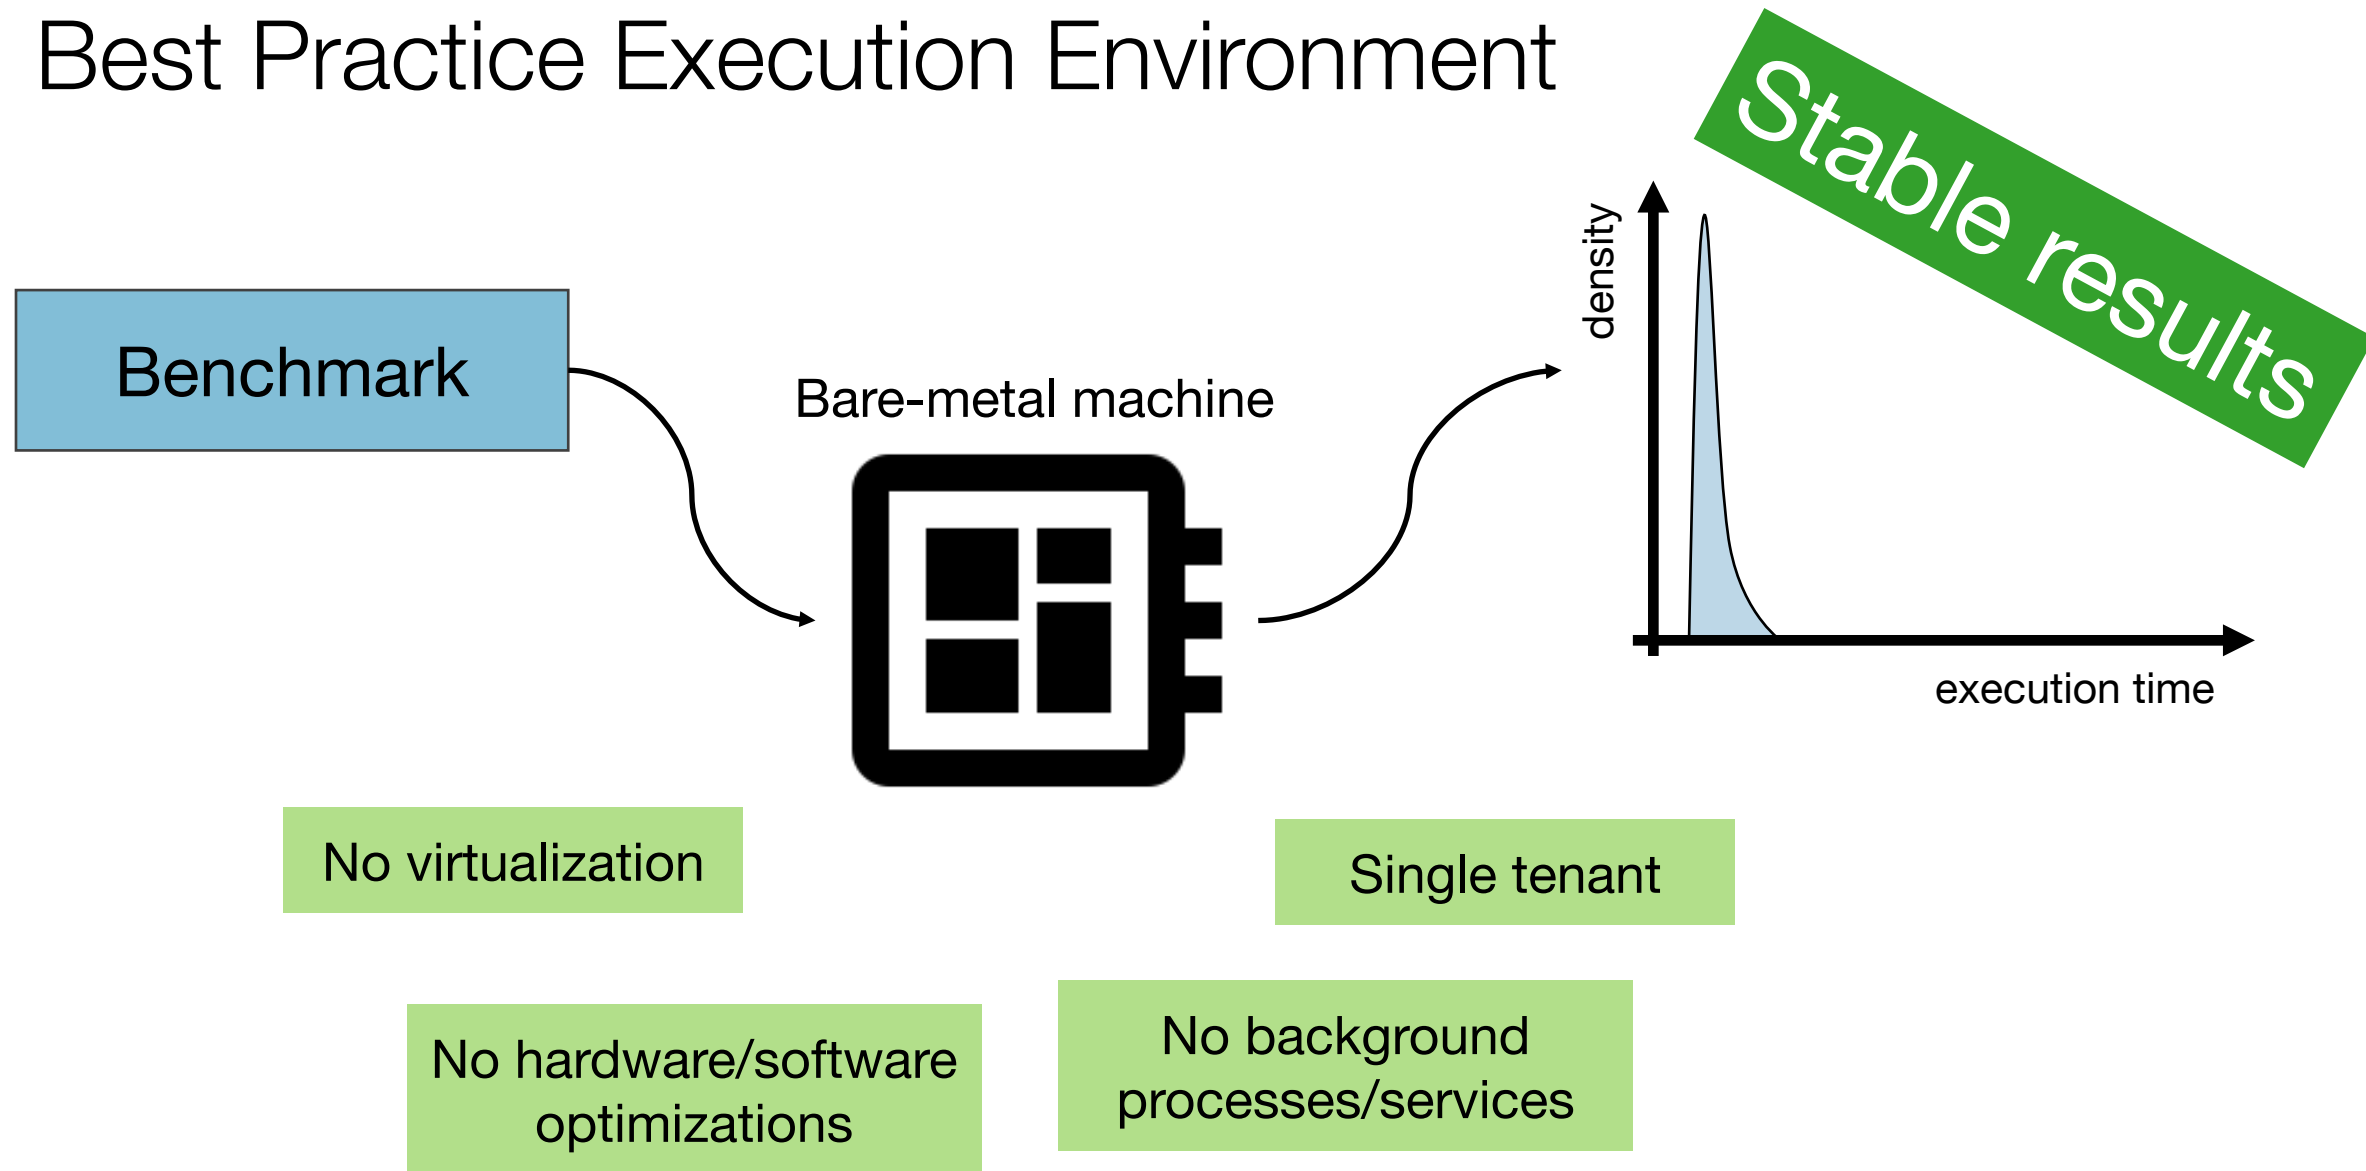 Best Practice Execution Environment
Stable results
density
Benchmark
Bare-metal machine
execution time
No virtualization
Single tenant
No hardware/software
optimizations
No background
processes/services